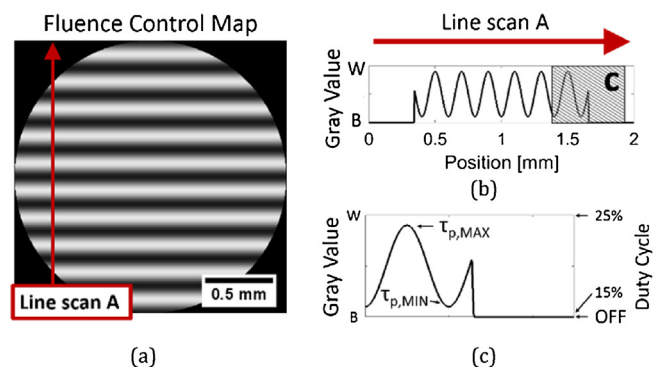 Fluence Control Map
Line scan A
0.5 mm
(a)
Line scan A
Gray Value
W
B
C
0 0.5 1 1.5 2
Position [mm]
(b)
Gray Value
W
B
τp,MAX
τp,MIN
25%
15%
OFF
Duty Cycle
(c)